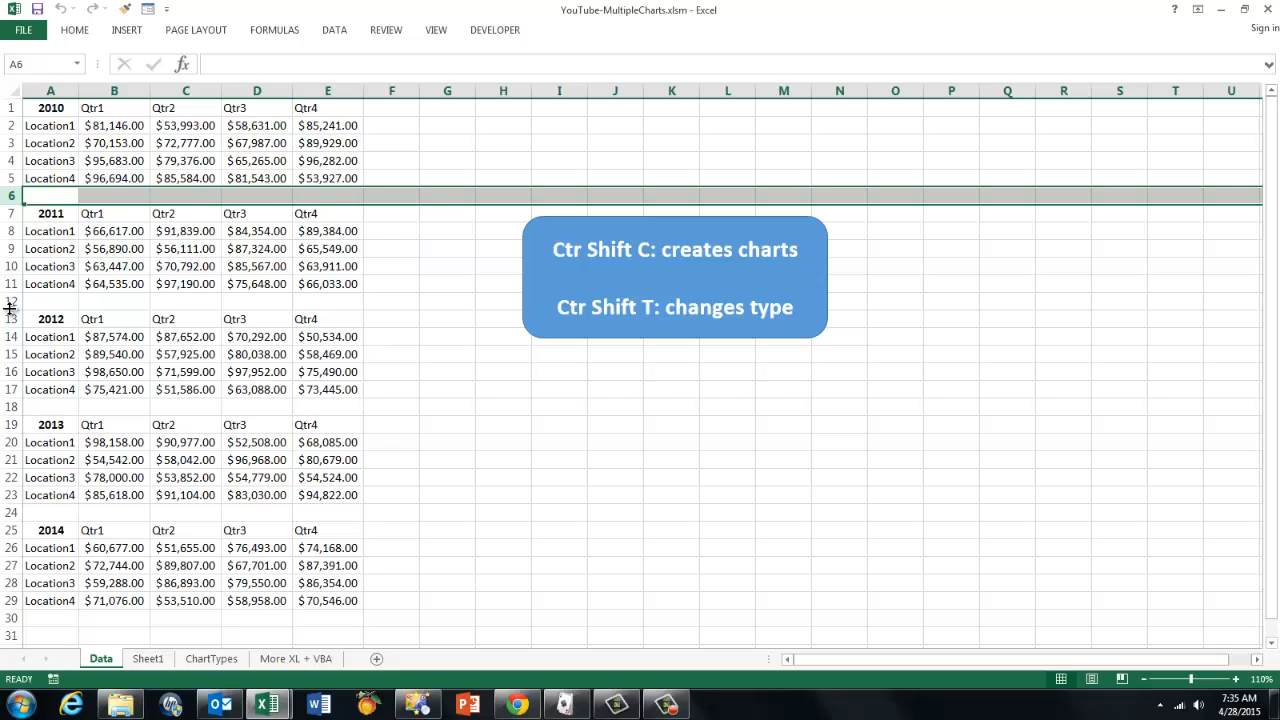 YouTube-MultipleCharts.xlsm - Excel
Sign in
FILE HOME INSERT PAGE LAYOUT FORMULAS DATA REVIEW VIEW DEVELOPER
A6 fx
A B C D E F G H I J K L M N O P Q R S T U
1 2010 Qtr1 Qtr2 Qtr3 Qtr4
2 Location1 $81,146.00 $53,993.00 $58,631.00 $85,241.00
3 Location2 $70,153.00 $72,777.00 $67,987.00 $89,929.00
4 Location3 $95,683.00 $79,376.00 $65,265.00 $96,282.00
5 Location4 $96,694.00 $85,584.00 $81,543.00 $53,927.00
6
7 2011 Qtr1 Qtr2 Qtr3 Qtr4
8 Location1 $66,617.00 $91,839.00 $84,354.00 $89,384.00
9 Location2 $56,890.00 $56,111.00 $87,324.00 $65,549.00
10 Location3 $63,447.00 $70,792.00 $85,567.00 $63,911.00
11 Location4 $64,535.00 $97,190.00 $75,648.00 $66,033.00
12
13 2012 Qtr1 Qtr2 Qtr3 Qtr4
14 Location1 $87,574.00 $87,652.00 $70,292.00 $50,534.00
15 Location2 $89,540.00 $57,925.00 $80,038.00 $58,469.00
16 Location3 $98,650.00 $71,599.00 $97,952.00 $75,490.00
17 Location4 $75,421.00 $51,586.00 $63,088.00 $73,445.00
18
19 2013 Qtr1 Qtr2 Qtr3 Qtr4
20 Location1 $98,158.00 $90,977.00 $52,508.00 $68,085.00
21 Location2 $54,542.00 $58,042.00 $96,968.00 $80,679.00
22 Location3 $78,000.00 $53,852.00 $54,779.00 $54,524.00
23 Location4 $85,618.00 $91,104.00 $83,030.00 $94,822.00
24
25 2014 Qtr1 Qtr2 Qtr3 Qtr4
26 Location1 $60,677.00 $51,655.00 $76,493.00 $74,168.00
27 Location2 $72,744.00 $89,807.00 $67,701.00 $87,391.00
28 Location3 $59,288.00 $86,893.00 $79,550.00 $86,354.00
29 Location4 $71,076.00 $53,510.00 $58,958.00 $70,546.00
30
31
Ctr Shift C: creates charts
Ctr Shift T: changes type
Data Sheet1 ChartTypes More XL + VBA
READY 110%
7:35 AM
4/28/2015